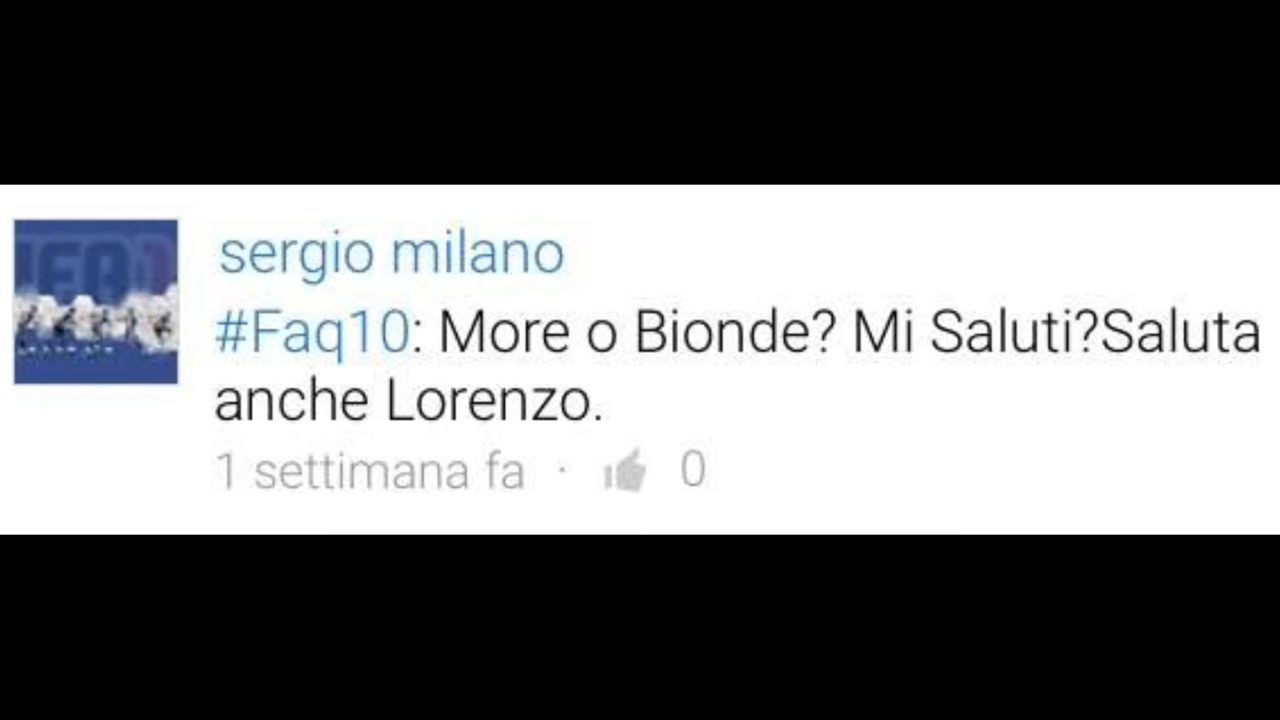 sergio milano
#Faq10: More o Bionde? Mi Saluti?Saluta
anche Lorenzo.
1 settimana fa · 0